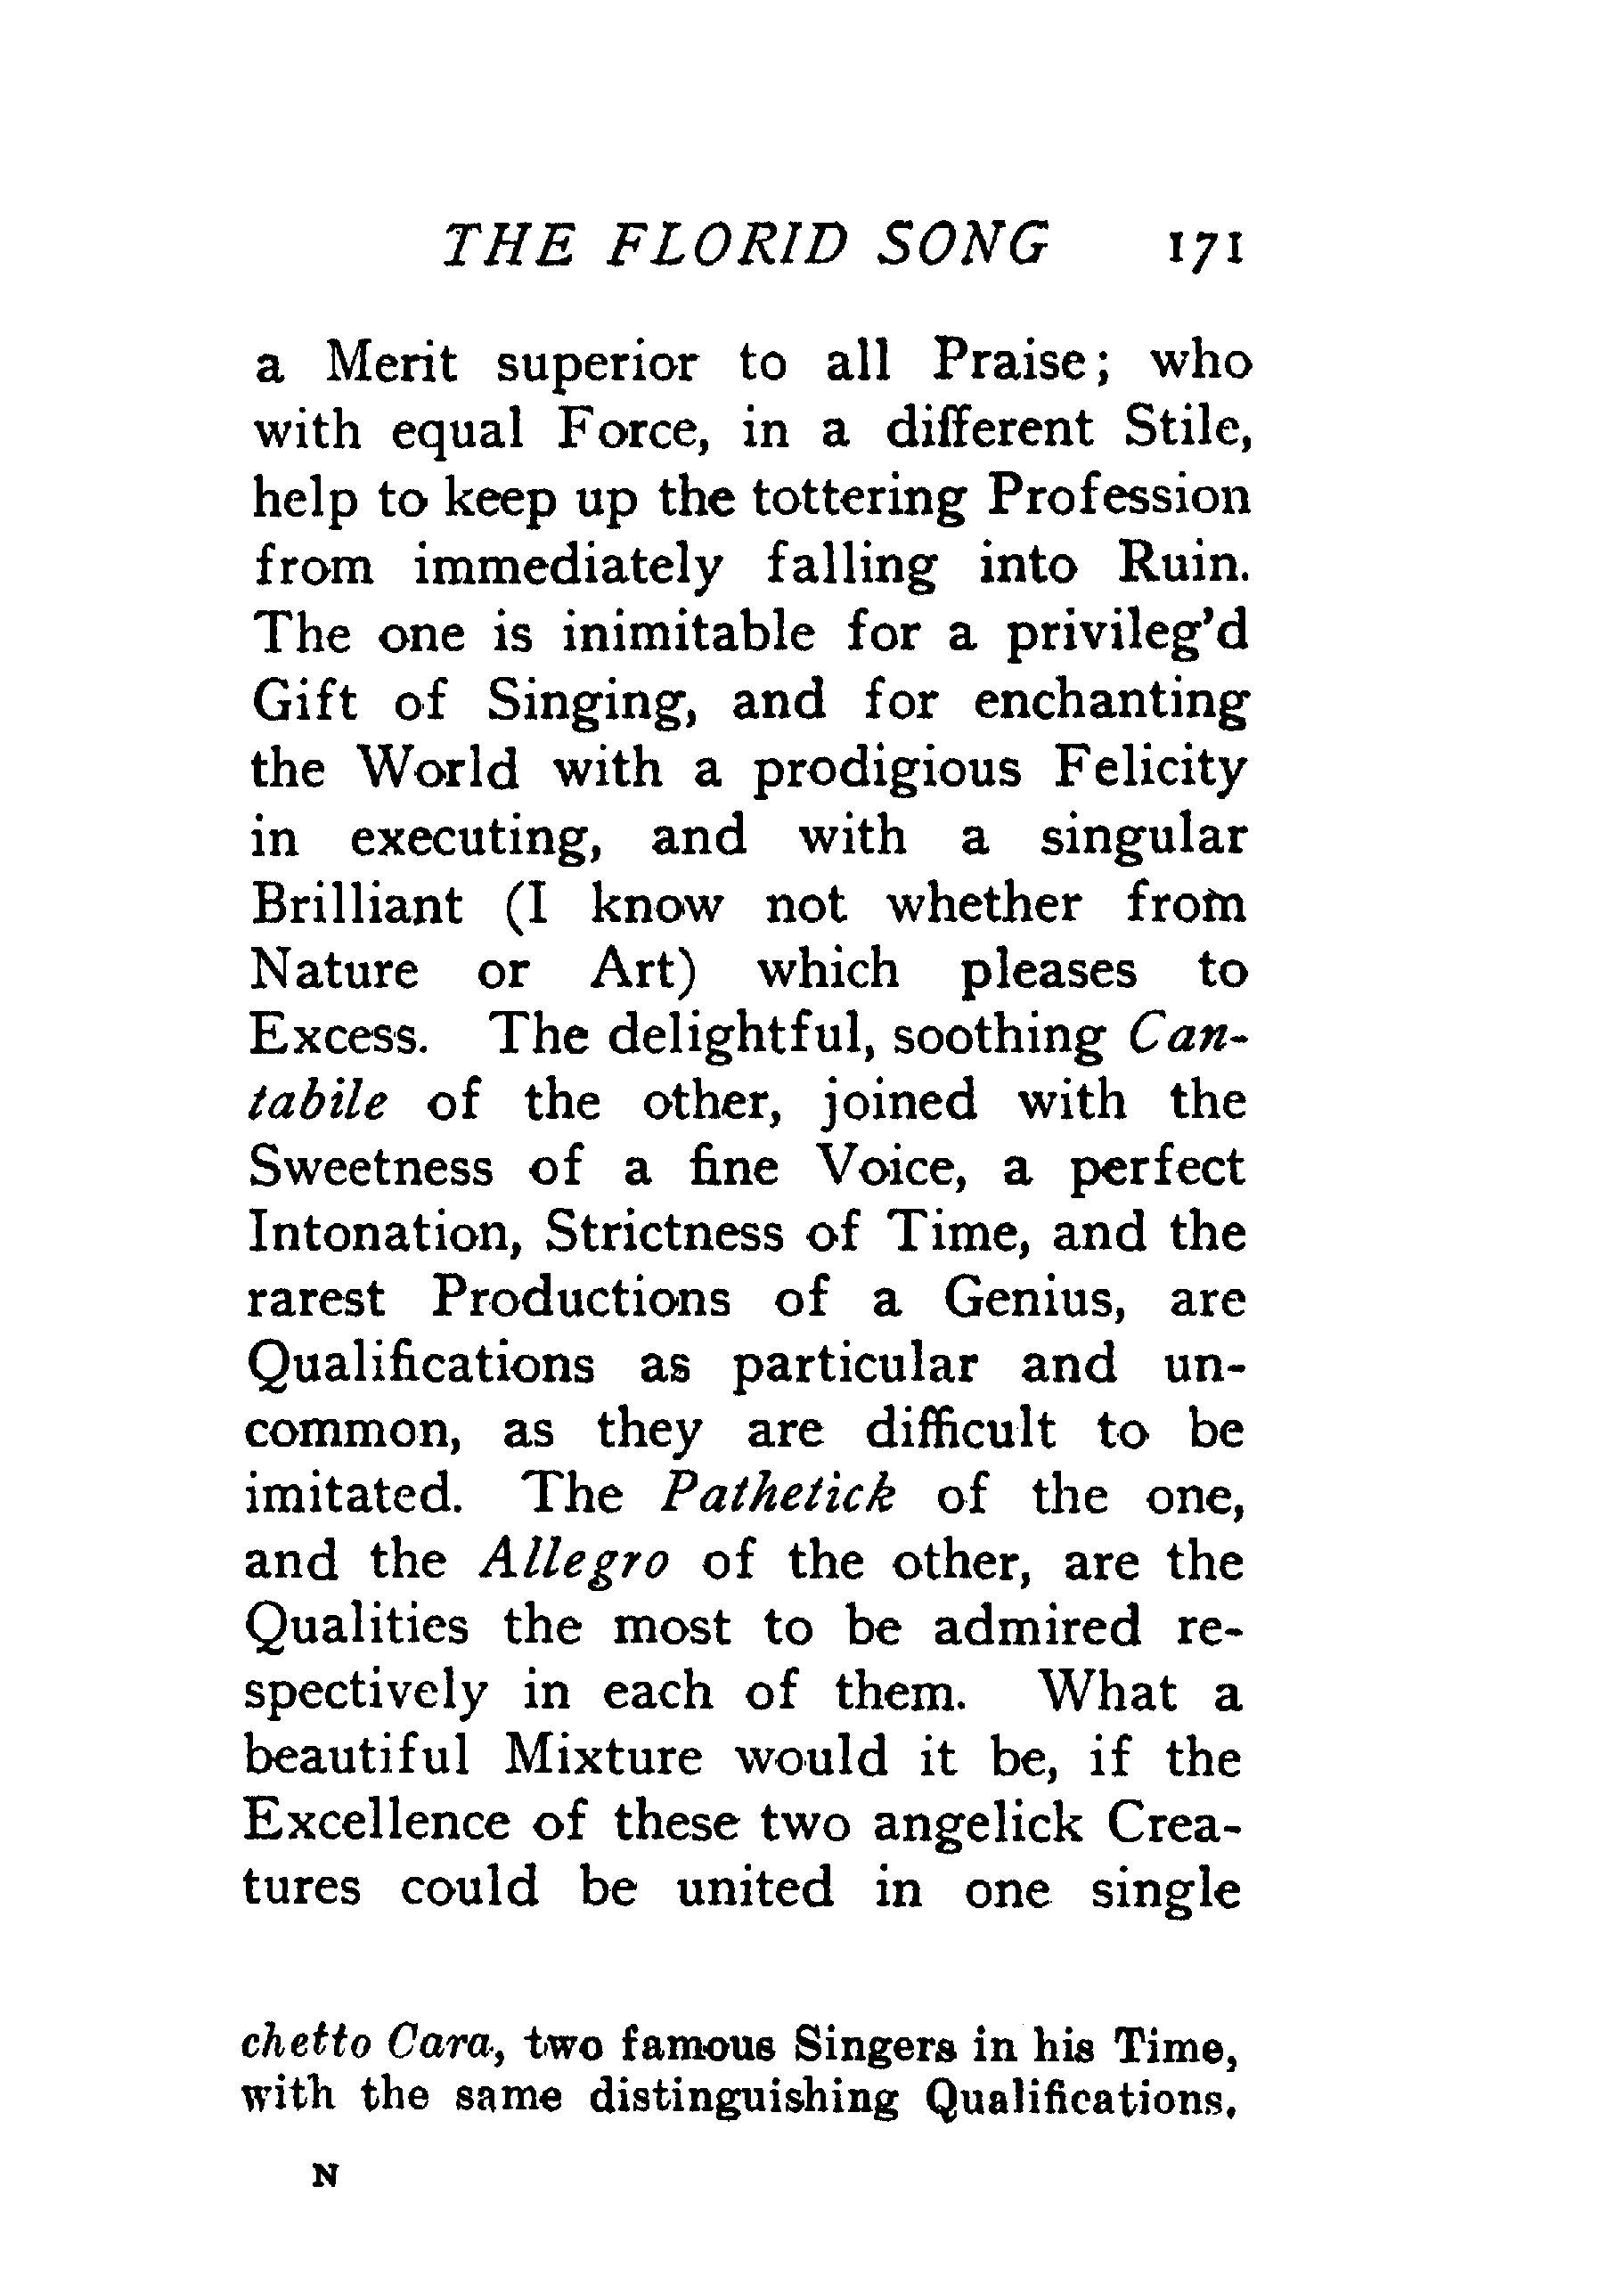 THE FLORID SONG 171
a Merit superior to all Praise; who
with equal Force, in a different Stile,
help to keep up the tottering Profession
from immediately falling into Ruin.
The one is inimitable for a privileg'd
Gift of Singing, and for enchanting
the World with a prodigious Felicity
in executing, and with a singular
Brilliant (I know not whether from
Nature or Art) which pleases to
Excess. The delightful, soothing Can-
tabile of the other, joined with the
Sweetness of a fine Voice, a perfect
Intonation, Strictness of Time, and the
rarest Productions of a Genius, are
Qualifications as particular and un-
common, as they are difficult to be
imitated. The Pathetick of the one,
and the Allegro of the other, are the
Qualities the most to be admired re-
spectively in each of them. What a
beautiful Mixture would it be, if the
Excellence of these two angelick Crea-
tures could be united in one single
chetto Cara, two famous Singers in his Time,
with the same distinguishing Qualifications.
N